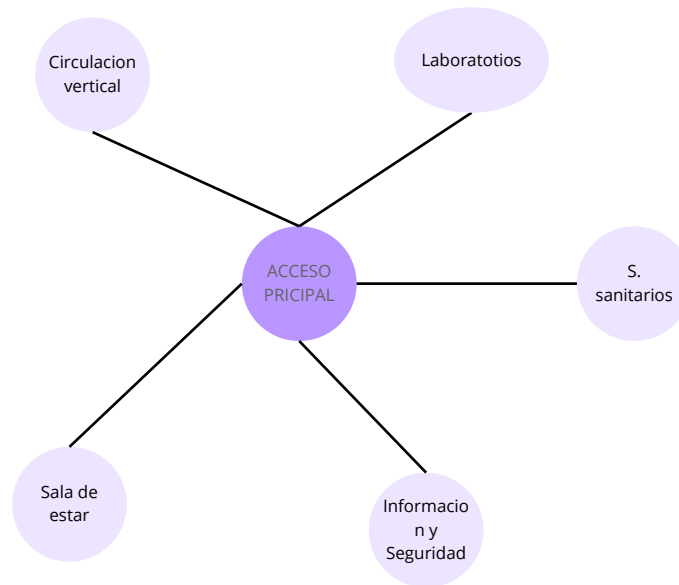 Circulacion
vertical
Laboratotios
ACCESO
PRICIPAL
S.
sanitarios
Sala de
estar
Informacio
n y
Seguridad